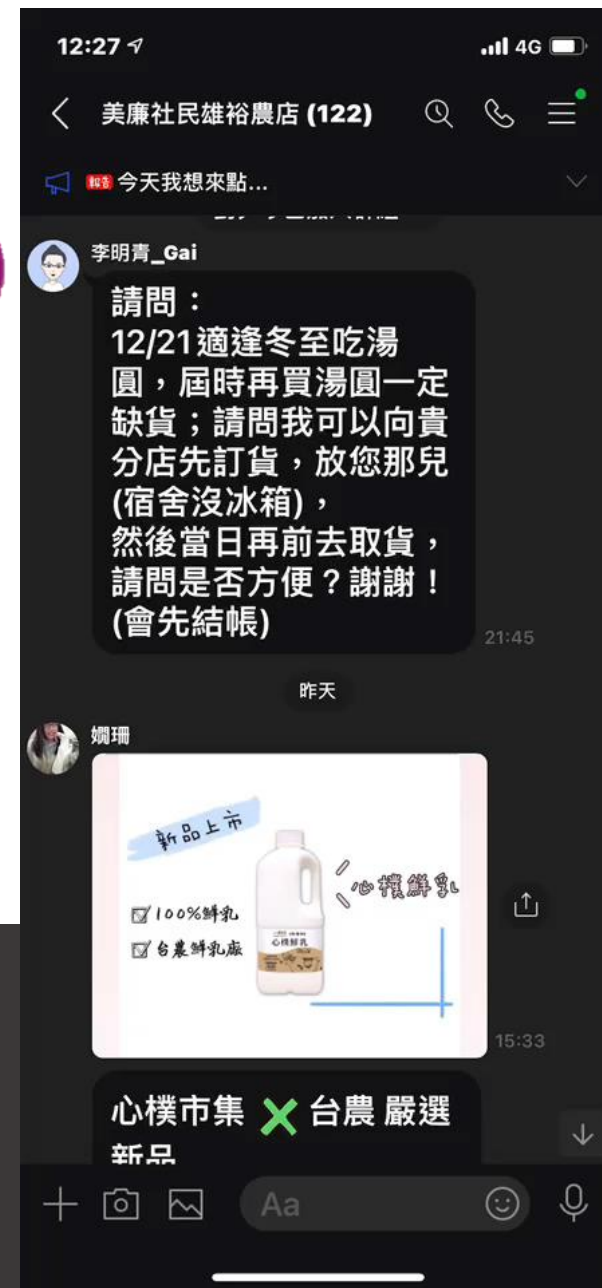 12:27
4G
美廉社民雄裕農店 (122)
報告 今天我想來點...
李明青_Gai
請問：
12/21適逢冬至吃湯
圓，屆時再買湯圓一定
缺貨；請問我可以向貴
分店先訂貨，放您那兒
(宿舍沒冰箱)，
然後當日再前去取貨，
請問是否方便？謝謝！
(會先結帳)
21:45
昨天
嫺珊
新品上市
心樸鮮乳
100%鮮乳
台農鮮乳廠
心樸鮮乳
15:33
心樸市集 ❌ 台農 嚴選
新品
Aa